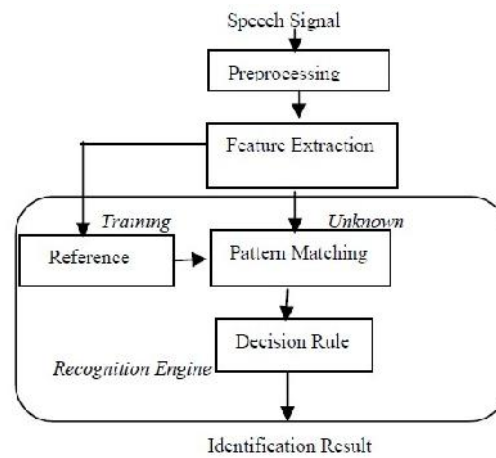 Speech Signal
Preprocessing
Feature Extraction
Training
Unknown
Reference
Pattern Matching
Decision Rule
Recognition Engine
Identification Result